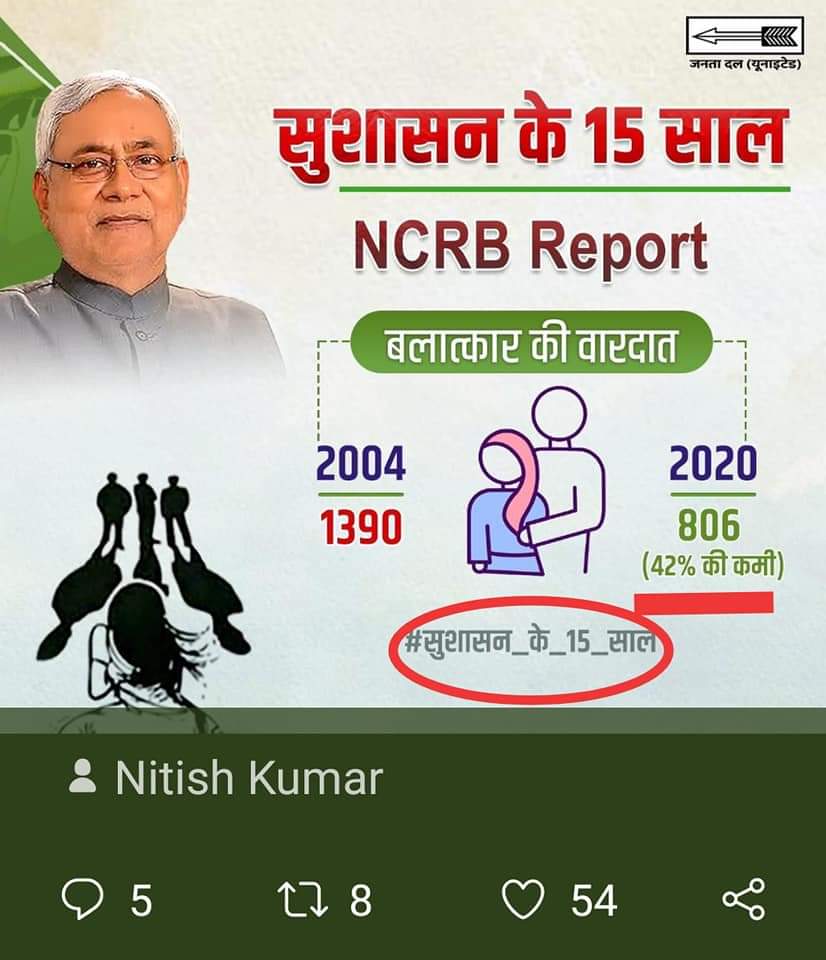 जनता दल (यूनाइटेड)
सुशासन के 15 साल
NCRB Report
बलात्कार की वारदात
2004
1390
2020
806
(42% की कमी)
#सुशासन_के_15_साल
Nitish Kumar
5 8 54